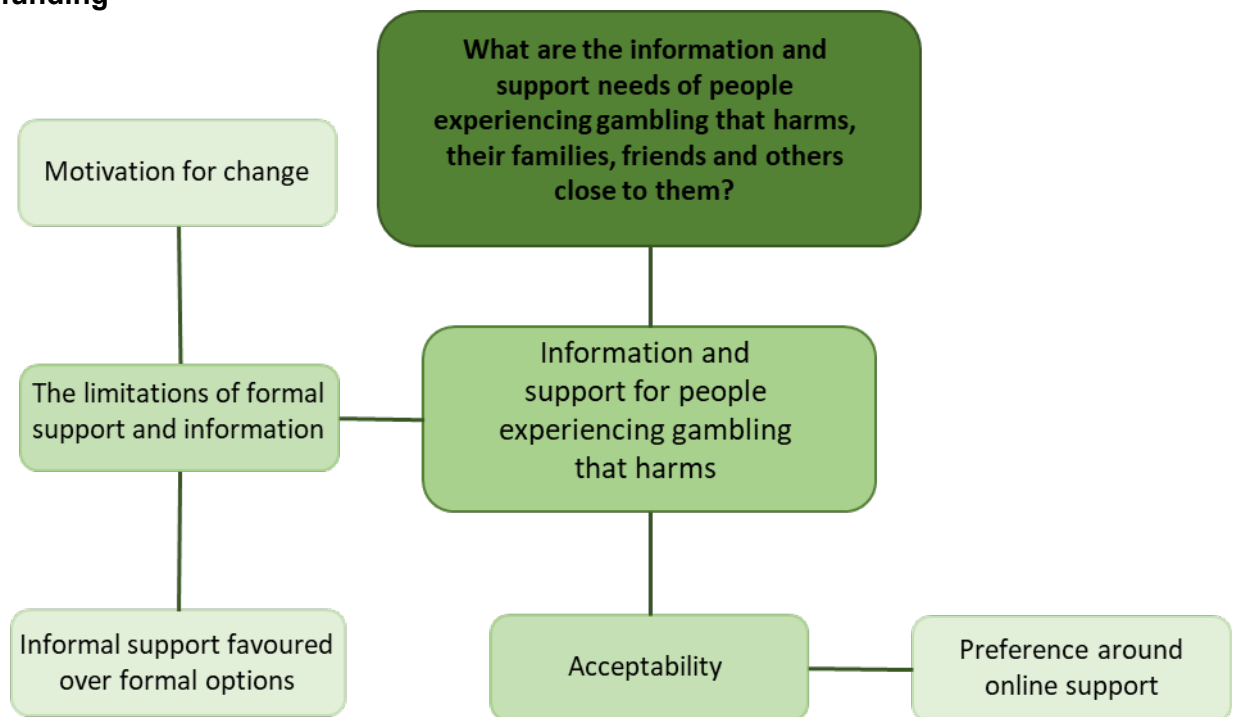 funding
What are the information and
support needs of people
experiencing gambling that harms,
their families, friends and others
close to them?
Motivation for change
Information and
support for people
experiencing gambling
that harms
The limitations of formal
support and information
Informal support favoured
over formal options
Acceptability
Preference around
online support